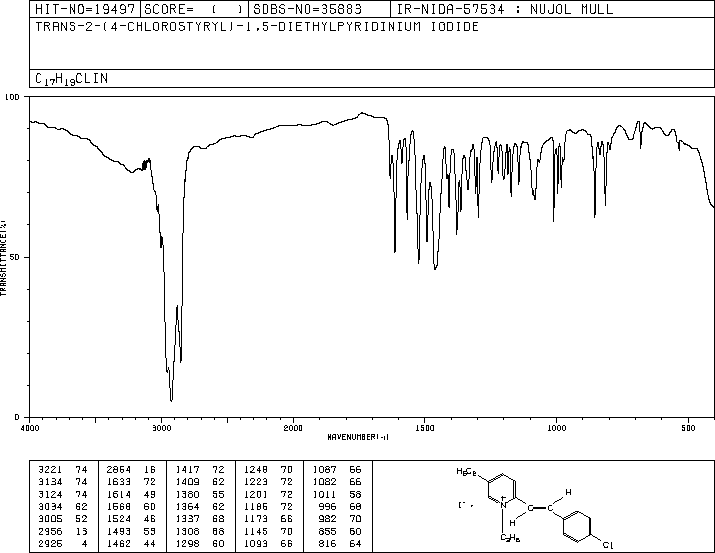 HIT-NO=19497 SCORE= ( ) SDBS-NO=35883 IR-NIDA-57534 : NUJOL MULL
TRANS-2-(4-CHLOROSTYRYL)-1,5-DIETHYLPYRIDINIUM IODIDE
C17H19CLIN
100
50
0
TRANSMITTANCE(%)
4000 3000 2000 1500 1000 500
WAVENUMBER(-1)
3221 74 2864 16 1417 72 1248 70 1087 66
3134 74 1633 72 1409 62 1223 72 1082 66
3124 74 1614 49 1380 55 1201 72 1011 58
3034 62 1568 60 1364 62 1186 72 996 68
3005 52 1524 46 1337 68 1173 66 982 70
2956 13 1493 53 1308 68 1145 70 855 60
2925 4 1462 44 1298 60 1093 66 816 64
H5C2
I-
N+
C
C
H
H
C2H5
Cl